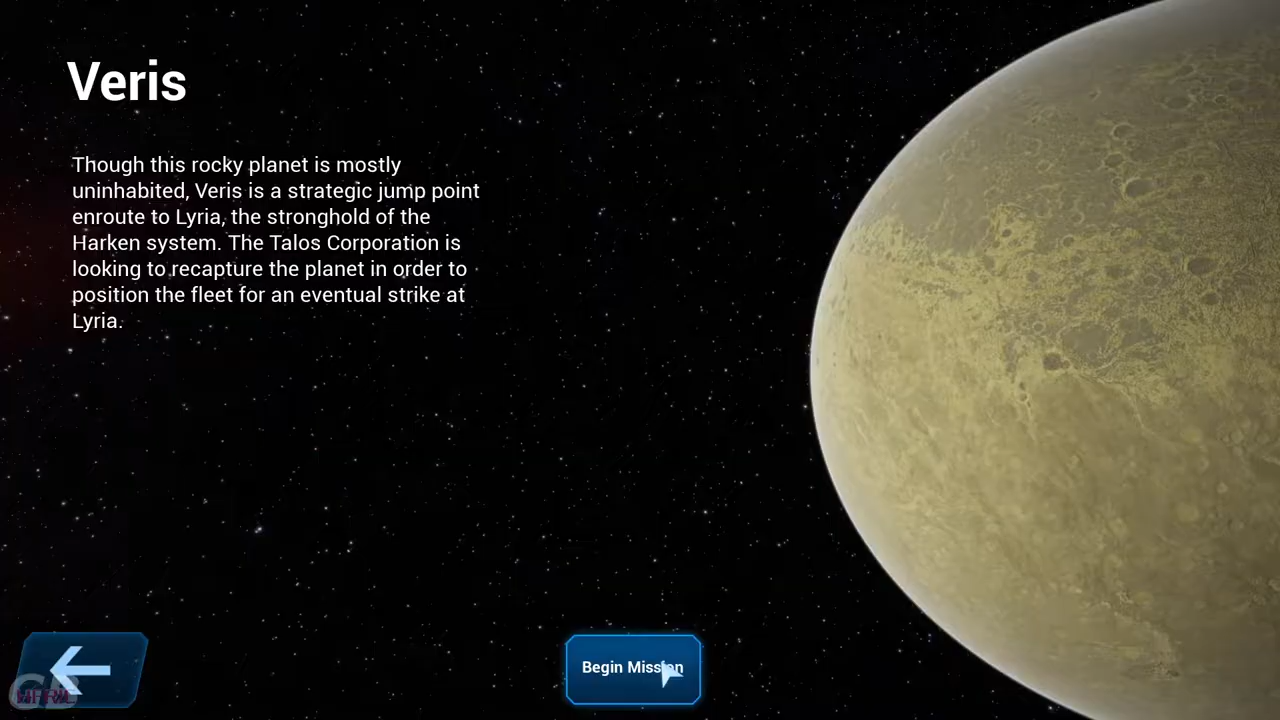 Veris
Though this rocky planet is mostly
uninhabited, Veris is a strategic jump point
enroute to Lyria, the stronghold of the
Harken system. The Talos Corporation is
looking to recapture the planet in order to
position the fleet for an eventual strike at
Lyria.
Begin Mission